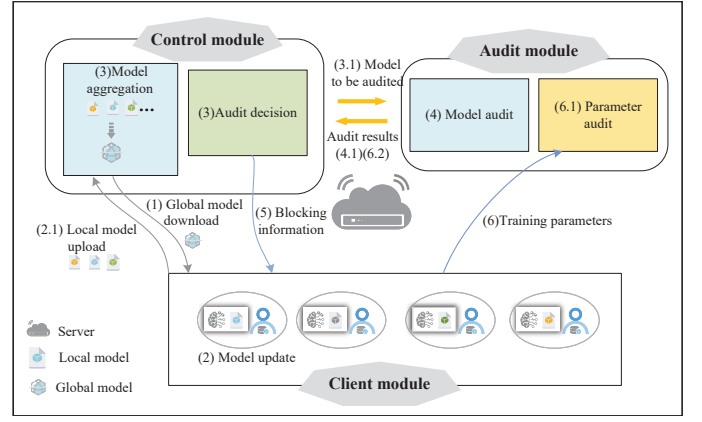 Control module
Audit module
(3)Model
aggregation
(3)Audit decision
(3.1) Model
to be audited
Audit results
(4.1)(6.2)
(4) Model audit
(6.1) Parameter
audit
(2.1) Local model
upload
(1) Global model
download
(5) Blocking
information
(6)Training parameters
(2) Model update
Server
Local model
Global model
Client module